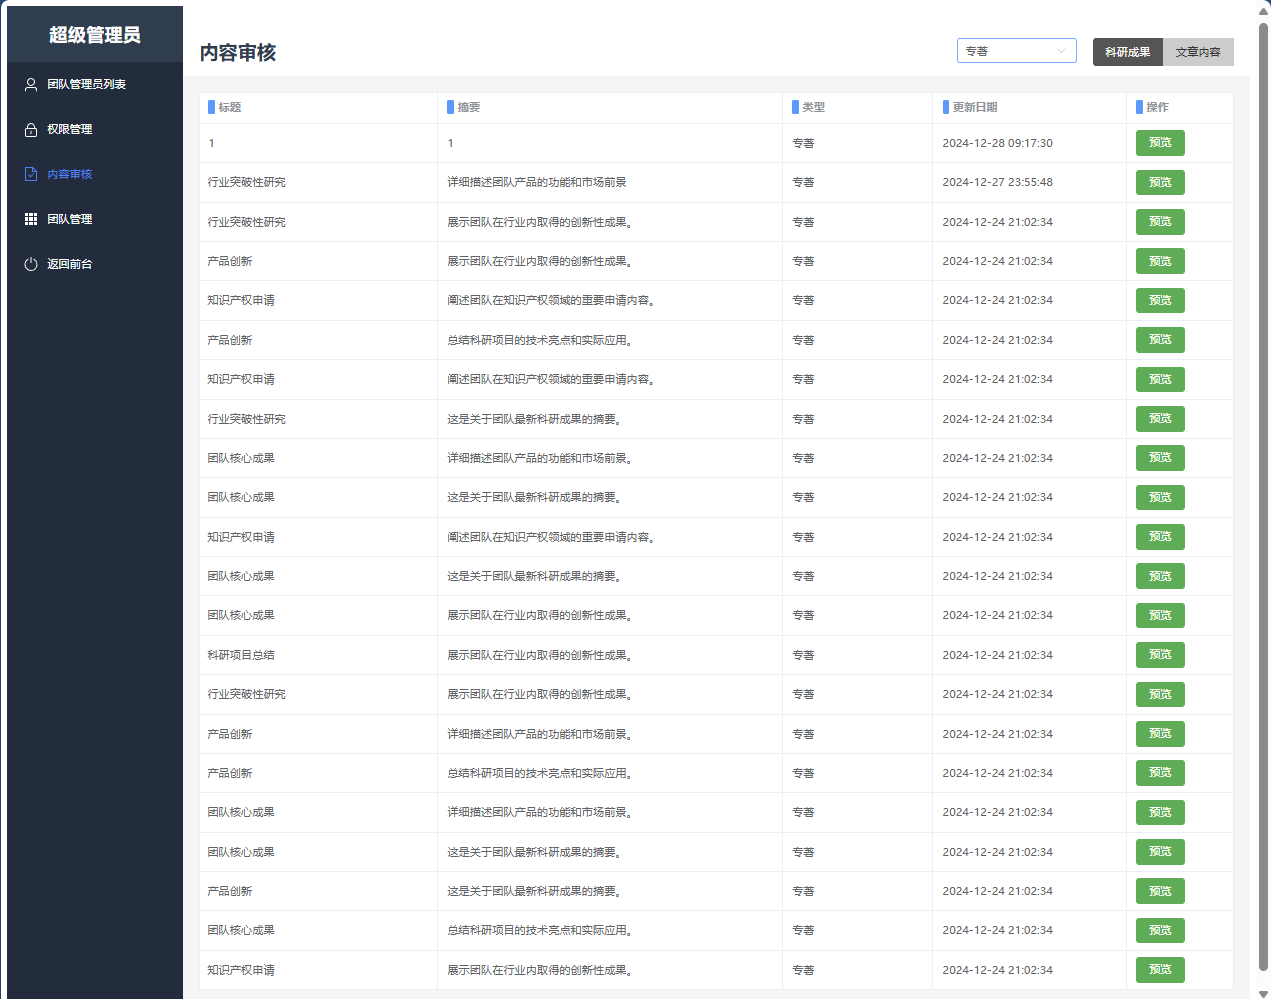 超级管理员
团队管理员列表
权限管理
内容审核
团队管理
返回前台
内容审核
专著
科研成果 文章内容
标题 摘要 类型 更新日期 操作
1 1 专著 2024-12-28 09:17:30 预览
行业突破性研究 详细描述团队产品的功能和市场前景 专著 2024-12-27 23:55:48 预览
行业突破性研究 展示团队在行业内取得的创新性成果。 专著 2024-12-24 21:02:34 预览
产品创新 展示团队在行业内取得的创新性成果。 专著 2024-12-24 21:02:34 预览
知识产权申请 阐述团队在知识产权领域的重要申请内容。 专著 2024-12-24 21:02:34 预览
产品创新 总结科研项目的技术亮点和实际应用。 专著 2024-12-24 21:02:34 预览
知识产权申请 阐述团队在知识产权领域的重要申请内容。 专著 2024-12-24 21:02:34 预览
行业突破性研究 这是关于团队最新科研成果的摘要。 专著 2024-12-24 21:02:34 预览
团队核心成果 详细描述团队产品的功能和市场前景。 专著 2024-12-24 21:02:34 预览
团队核心成果 这是关于团队最新科研成果的摘要。 专著 2024-12-24 21:02:34 预览
知识产权申请 阐述团队在知识产权领域的重要申请内容。 专著 2024-12-24 21:02:34 预览
团队核心成果 这是关于团队最新科研成果的摘要。 专著 2024-12-24 21:02:34 预览
团队核心成果 展示团队在行业内取得的创新性成果。 专著 2024-12-24 21:02:34 预览
科研项目总结 展示团队在行业内取得的创新性成果。 专著 2024-12-24 21:02:34 预览
行业突破性研究 展示团队在行业内取得的创新性成果。 专著 2024-12-24 21:02:34 预览
产品创新 详细描述团队产品的功能和市场前景。 专著 2024-12-24 21:02:34 预览
产品创新 总结科研项目的技术亮点和实际应用。 专著 2024-12-24 21:02:34 预览
团队核心成果 详细描述团队产品的功能和市场前景。 专著 2024-12-24 21:02:34 预览
团队核心成果 这是关于团队最新科研成果的摘要。 专著 2024-12-24 21:02:34 预览
产品创新 这是关于团队最新科研成果的摘要。 专著 2024-12-24 21:02:34 预览
团队核心成果 总结科研项目的技术亮点和实际应用。 专著 2024-12-24 21:02:34 预览
知识产权申请 展示团队在行业内取得的创新性成果。 专著 2024-12-24 21:02:34 预览